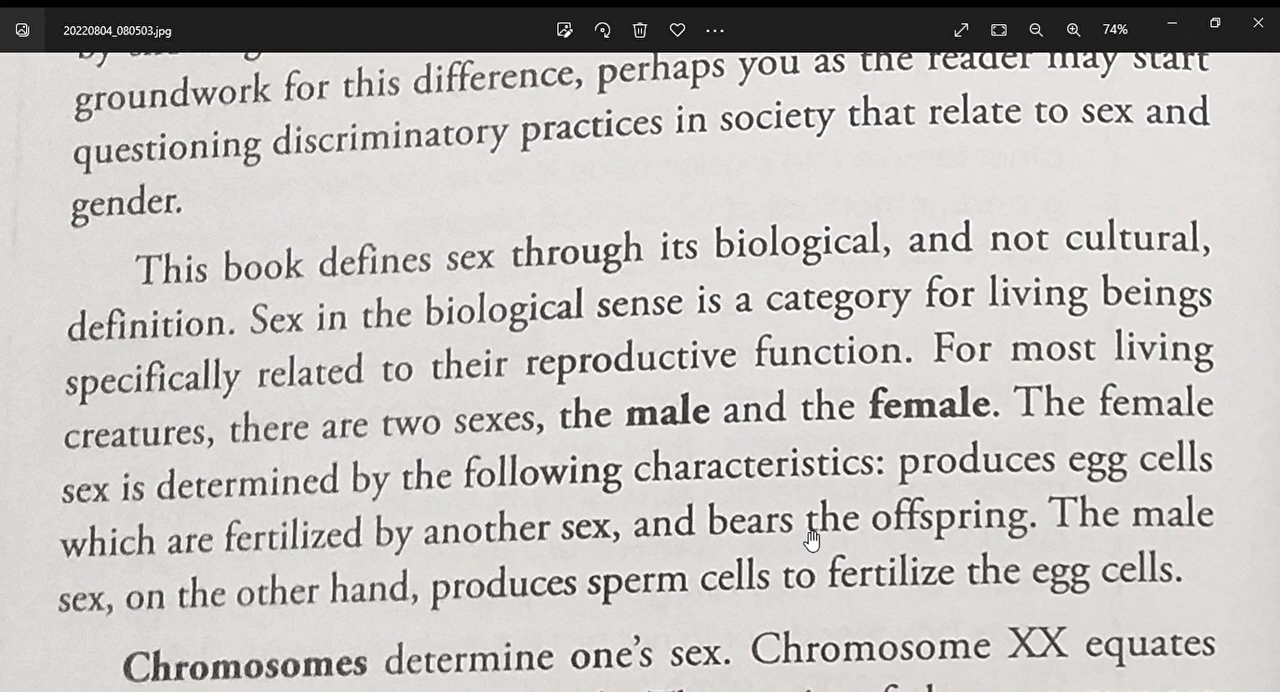 20220804_080503.jpg
74%
groundwork for this difference, perhaps you as the reader may start
questioning discriminatory practices in society that relate to sex and
gender.
This book defines sex through its biological, and not cultural,
definition. Sex in the biological sense is a category for living beings
specifically related to their reproductive function. For most living
creatures, there are two sexes, the male and the female. The female
sex is determined by the following characteristics: produces egg cells
which are fertilized by another sex, and bears the offspring. The male
sex, on the other hand, produces sperm cells to fertilize the egg cells.
Chromosomes determine one's sex. Chromosome XX equates